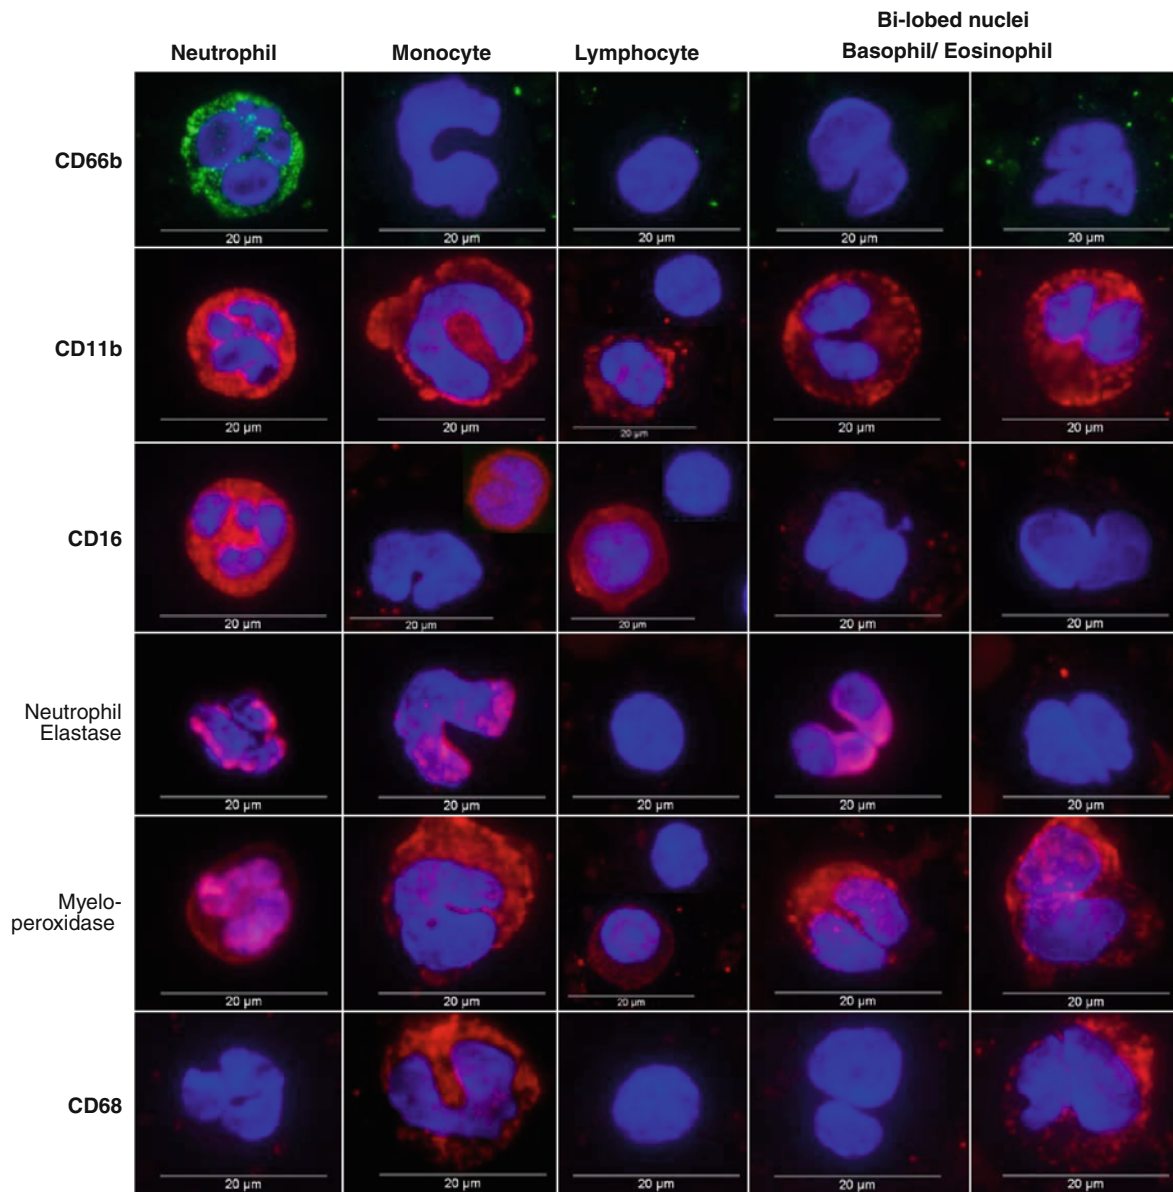 Bi-lobed nuclei
Neutrophil Monocyte Lymphocyte Basophil/ Eosinophil
CD66b
20 µm 20 µm 20 µm 20 µm 20 µm
CD11b
20 µm 20 µm 20 µm 20 µm 20 µm
CD16
20 µm 20 µm 20 µm 20 µm 20 µm
Neutrophil
Elastase
20 µm 20 µm 20 µm 20 µm 20 µm
Myelo-
peroxidase
20 µm 20 µm 20 µm 20 µm 20 µm
CD68
20 µm 20 µm 20 µm 20 µm 20 µm